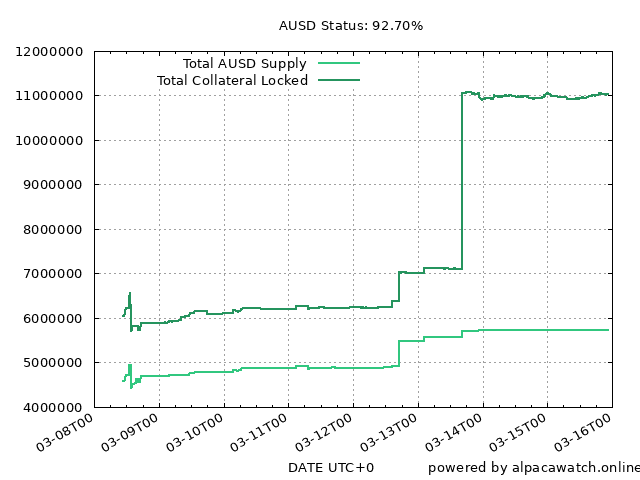 AUSD Status: 92.70%
12000000
11000000
10000000
9000000
8000000
7000000
6000000
5000000
4000000
Total AUSD Supply
Total Collateral Locked
03-08T00
03-09T00
03-10T00
03-11T00
03-12T00
03-13T00
03-14T00
03-15T00
03-16T00
DATE UTC+0
powered by alpacawatch.online